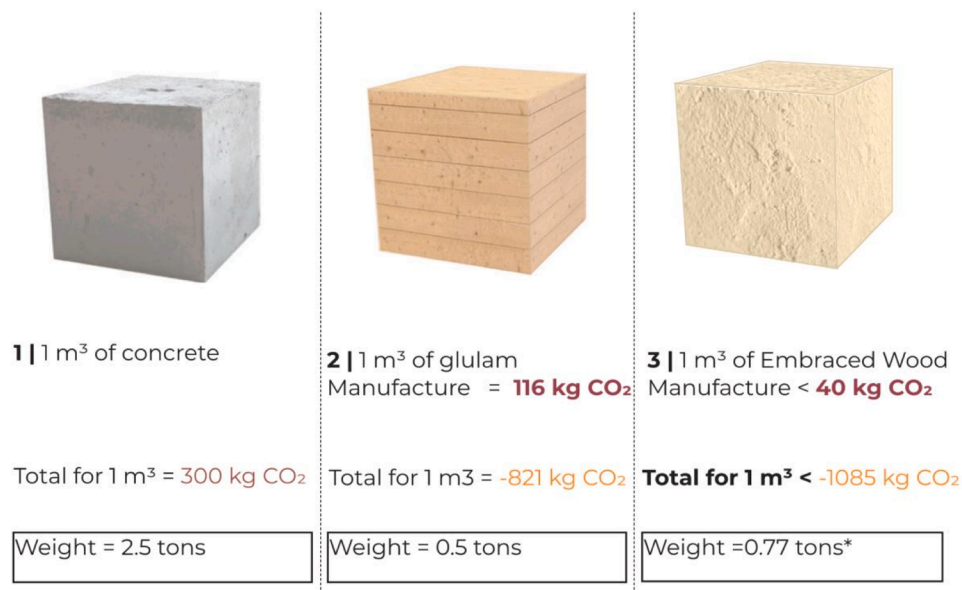 1 | 1 m³ of concrete
Total for 1 m³ = 300 kg CO₂
Weight = 2.5 tons
2 | 1 m³ of glulam
Manufacture = 116 kg CO₂
Total for 1 m3 = -821 kg CO₂
Weight = 0.5 tons
3 | 1 m³ of Embraced Wood
Manufacture < 40 kg CO₂
Total for 1 m³ < -1085 kg CO₂
Weight =0.77 tons*